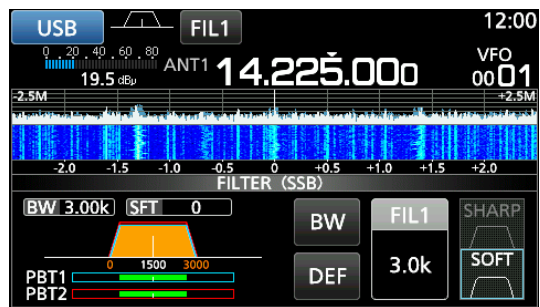 USB FIL1 12:00
0 20 40 60 80 ANT1 14.225.000 VFO
19.5 dBμ 0001
-2.5M +2.5M
-2.0 -1.5 -1.0 -0.5 0 +0.5 +1.0 +1.5 +2.0
FILTER (SSB)
BW 3.00k SFT 0 BW FIL1 SHARP
0 1500 3000
PBT1 DEF 3.0k SOFT
PBT2